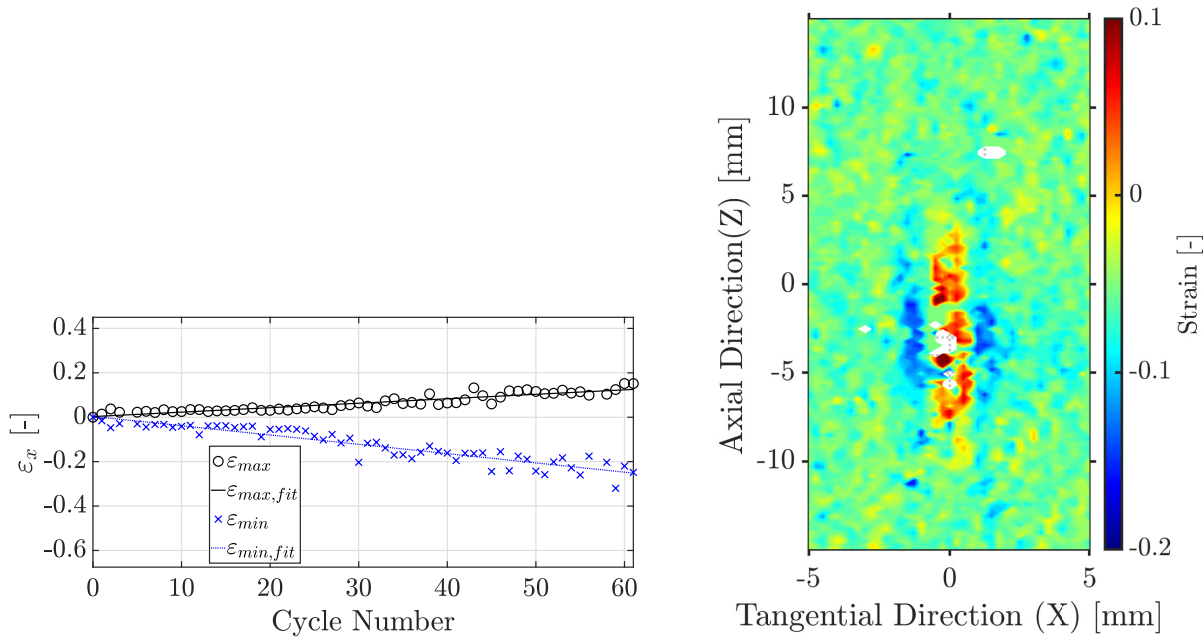 0.4
0.2
0
-0.2
-0.4
-0.6
ε_x [-]
ε_max
ε_max,fit
ε_min
ε_min,fit
0 10 20 30 40 50 60
Cycle Number
10
5
0
-5
-10
Axial Direction(Z) [mm]
-5 0 5
Tangential Direction (X) [mm]
0.1
0
-0.1
-0.2
Strain [-]